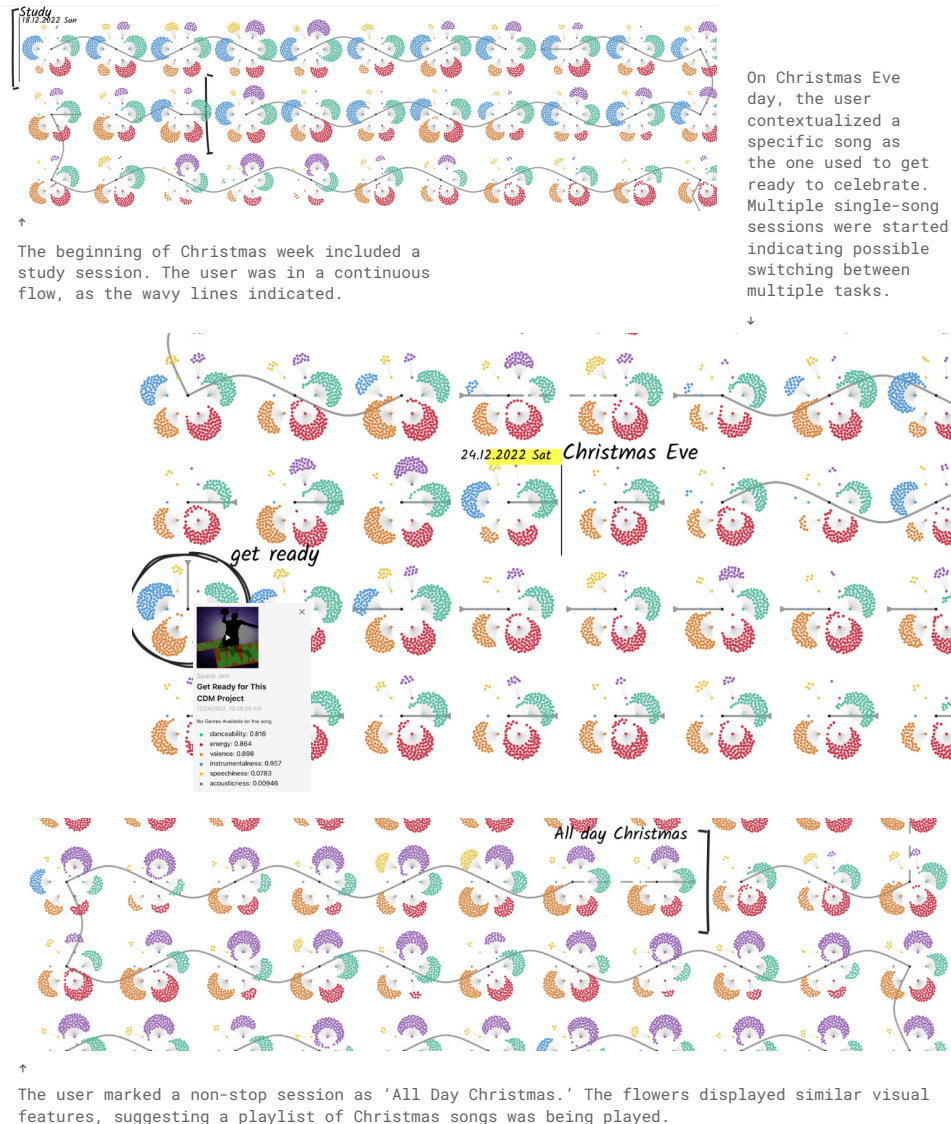 Study
18.12.2022 Sun
On Christmas Eve
day, the user
contextualized a
specific song as
the one used to get
ready to celebrate.
Multiple single-song
sessions were started
indicating possible
switching between
multiple tasks.
↓
↑
The beginning of Christmas week included a
study session. The user was in a continuous
flow, as the wavy lines indicated.
24.12.2022 Sat Christmas Eve
get ready
×
JAM
Space Jam
Get Ready for This
CDM Project
12/24/2022, 10:38:29 AM
No Genres Available for this song
danceability: 0.816
energy: 0.864
valence: 0.898
instrumentalness: 0.957
speechiness: 0.0783
acousticness: 0.00946
All day Christmas
↑
The user marked a non-stop session as ‘All Day Christmas.’ The flowers displayed similar visual
features, suggesting a playlist of Christmas songs was being played.